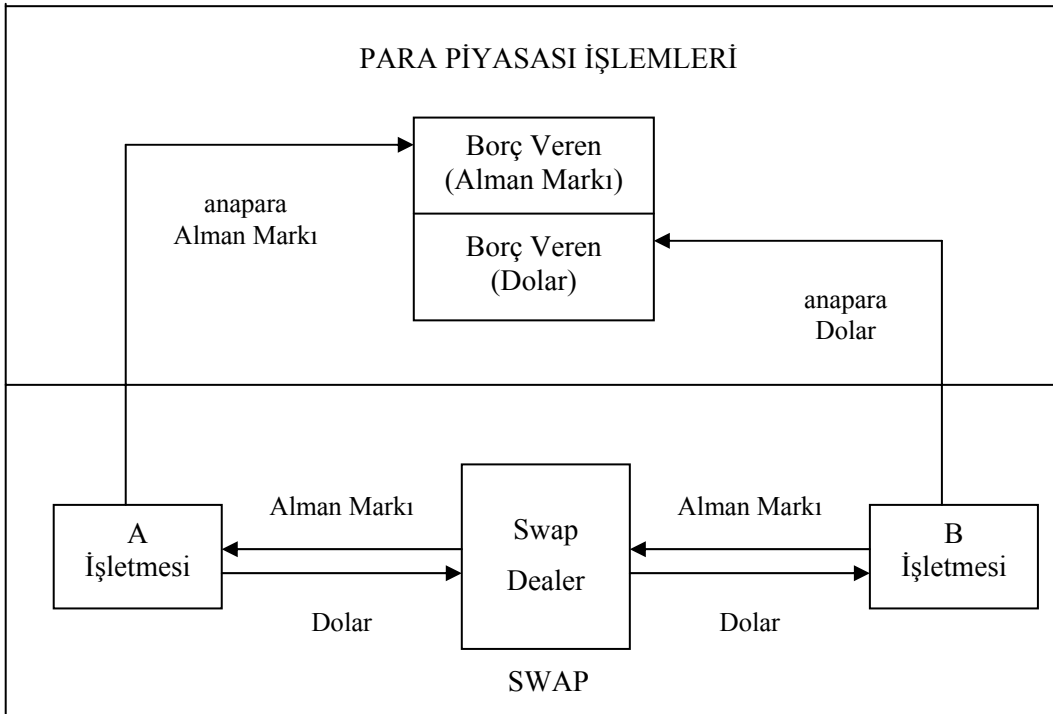 PARA PİYASASI İŞLEMLERİ
Borç Veren
(Alman Markı)
anapara
Alman Markı
Borç Veren
(Dolar)
anapara
Dolar
Alman Markı
Alman Markı
A
İşletmesi
Swap
Dealer
B
İşletmesi
Dolar
Dolar
SWAP